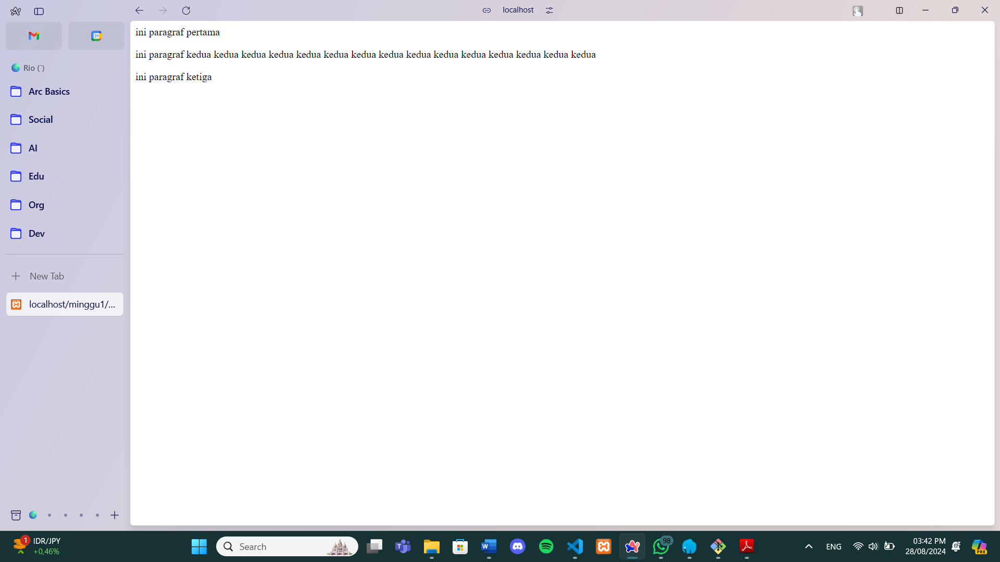 localhost
31
Rio (`)
Arc Basics
Social
AI
Edu
Org
Dev
New Tab
localhost/minggu1/...
ini paragraf pertama
ini paragraf kedua kedua kedua kedua kedua kedua kedua kedua kedua kedua kedua kedua kedua kedua kedua
ini paragraf ketiga
1
IDR/JPY
+0,46%
Search
98
ENG
03:42 PM
28/08/2024
PRE